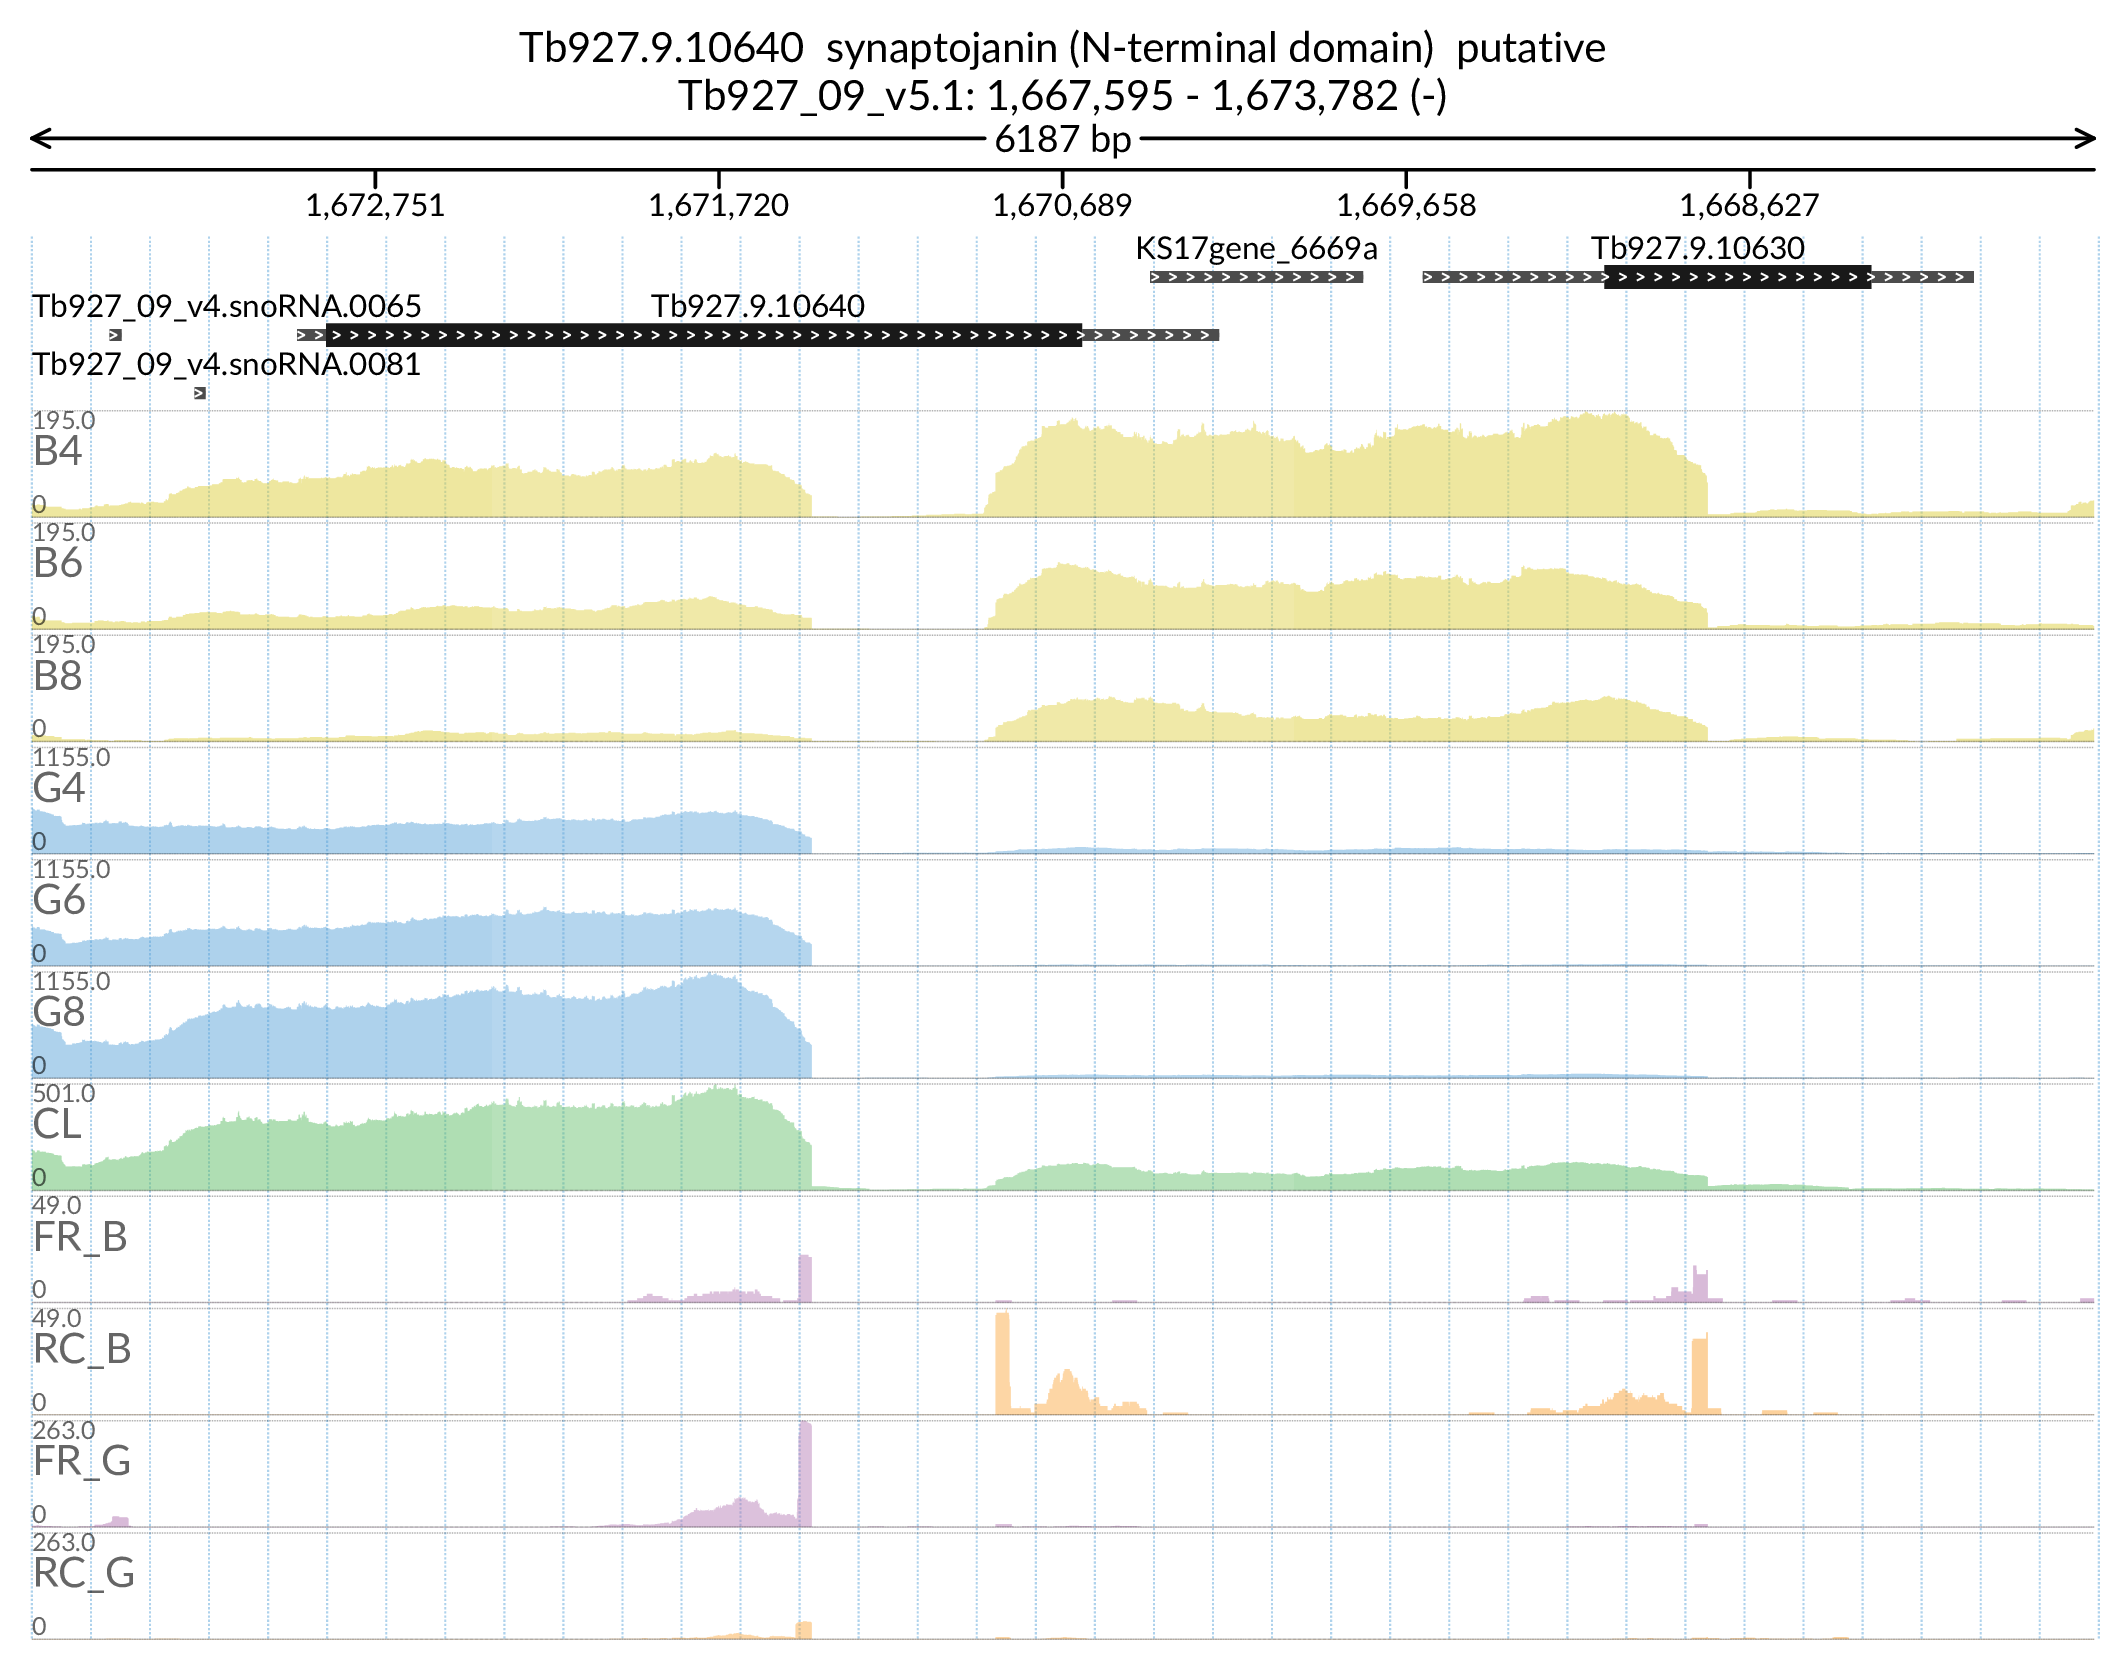 Tb927.9.10640  synaptojanin (N-terminal domain)  putative
Tb927_09_v5.1: 1,667,595 - 1,673,782 (-)
6187 bp
1,672,751 1,671,720 1,670,689 1,669,658 1,668,627
KS17gene_6669a Tb927.9.10630
Tb927_09_v4.snoRNA.0065 Tb927.9.10640
Tb927_09_v4.snoRNA.0081
195.0
B4
0
195.0
B6
0
195.0
B8
0
1155.0
G4
0
1155.0
G6
0
1155.0
G8
0
501.0
CL
0
49.0
FR_B
0
49.0
RC_B
0
263.0
FR_G
0
263.0
RC_G
0